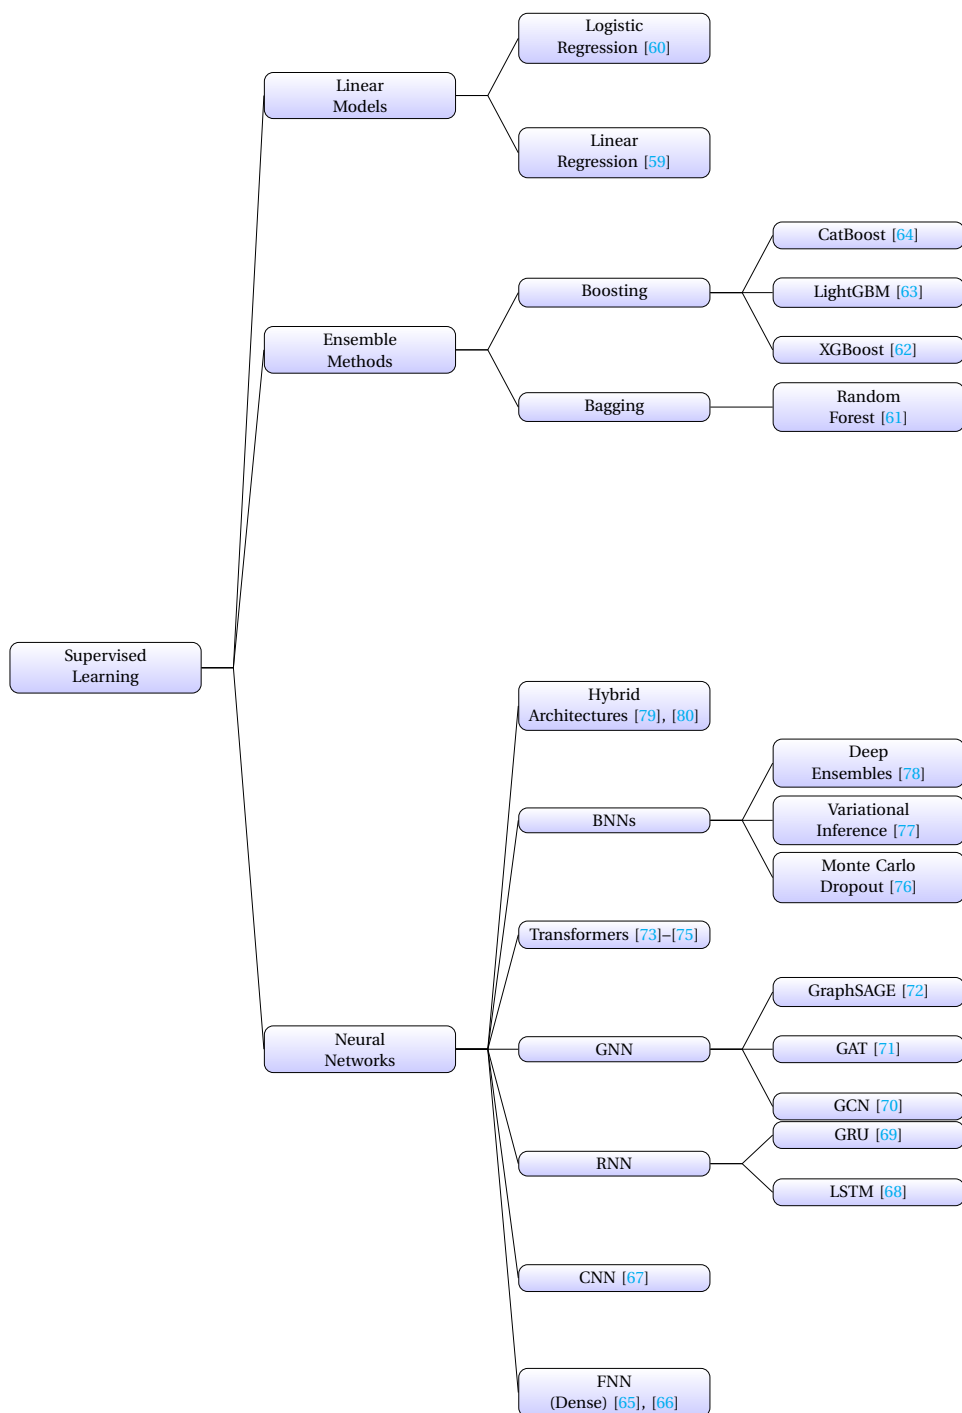 Logistic
Regression [60]
Linear
Models
Linear
Regression [59]
CatBoost [64]
Boosting
LightGBM [63]
Ensemble
Methods
XGBoost [62]
Bagging
Random
Forest [61]
Supervised
Learning
Hybrid
Architectures [79], [80]
Deep
Ensembles [78]
BNNs
Variational
Inference [77]
Monte Carlo
Dropout [76]
Transformers [73]–[75]
GraphSAGE [72]
Neural
Networks
GNN
GAT [71]
GCN [70]
GRU [69]
RNN
LSTM [68]
CNN [67]
FNN
(Dense) [65], [66]